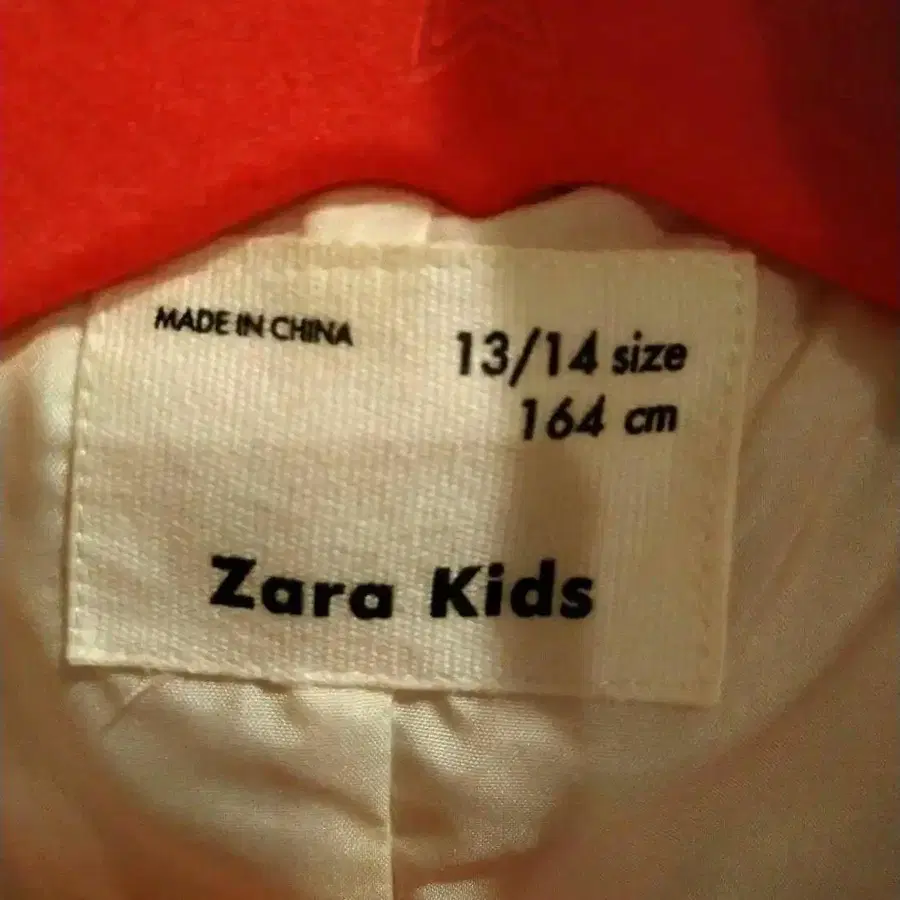 MADE IN CHINA
13/14 size
164 cm
Zara Kids